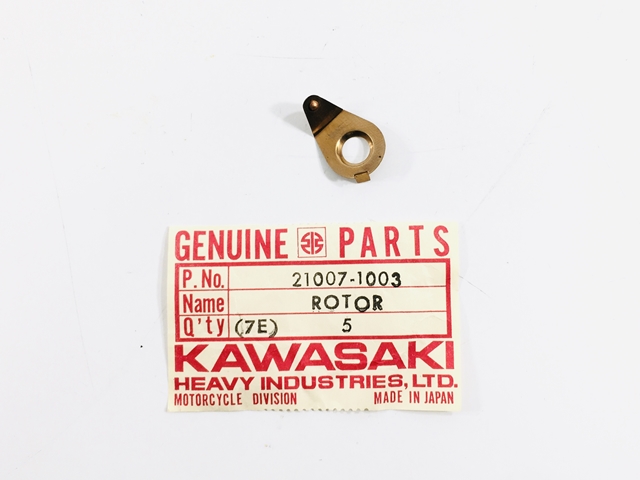 GENUINE PARTS
P. No. 21007-1003
Name ROTOR
Q'ty (7E) 5
KAWASAKI
HEAVY INDUSTRIES, LTD.
MOTORCYCLE DIVISION MADE IN JAPAN